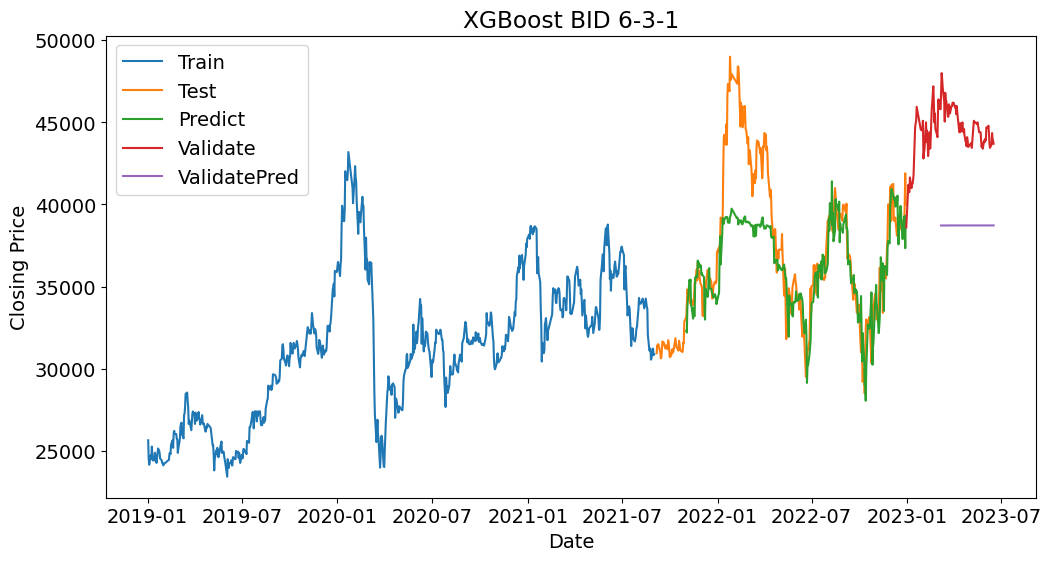 XGBoost BID 6-3-1
50000
45000
40000
35000
30000
25000
Closing Price
Train
Test
Predict
Validate
ValidatePred
2019-01 2019-07 2020-01 2020-07 2021-01 2021-07 2022-01 2022-07 2023-01 2023-07
Date